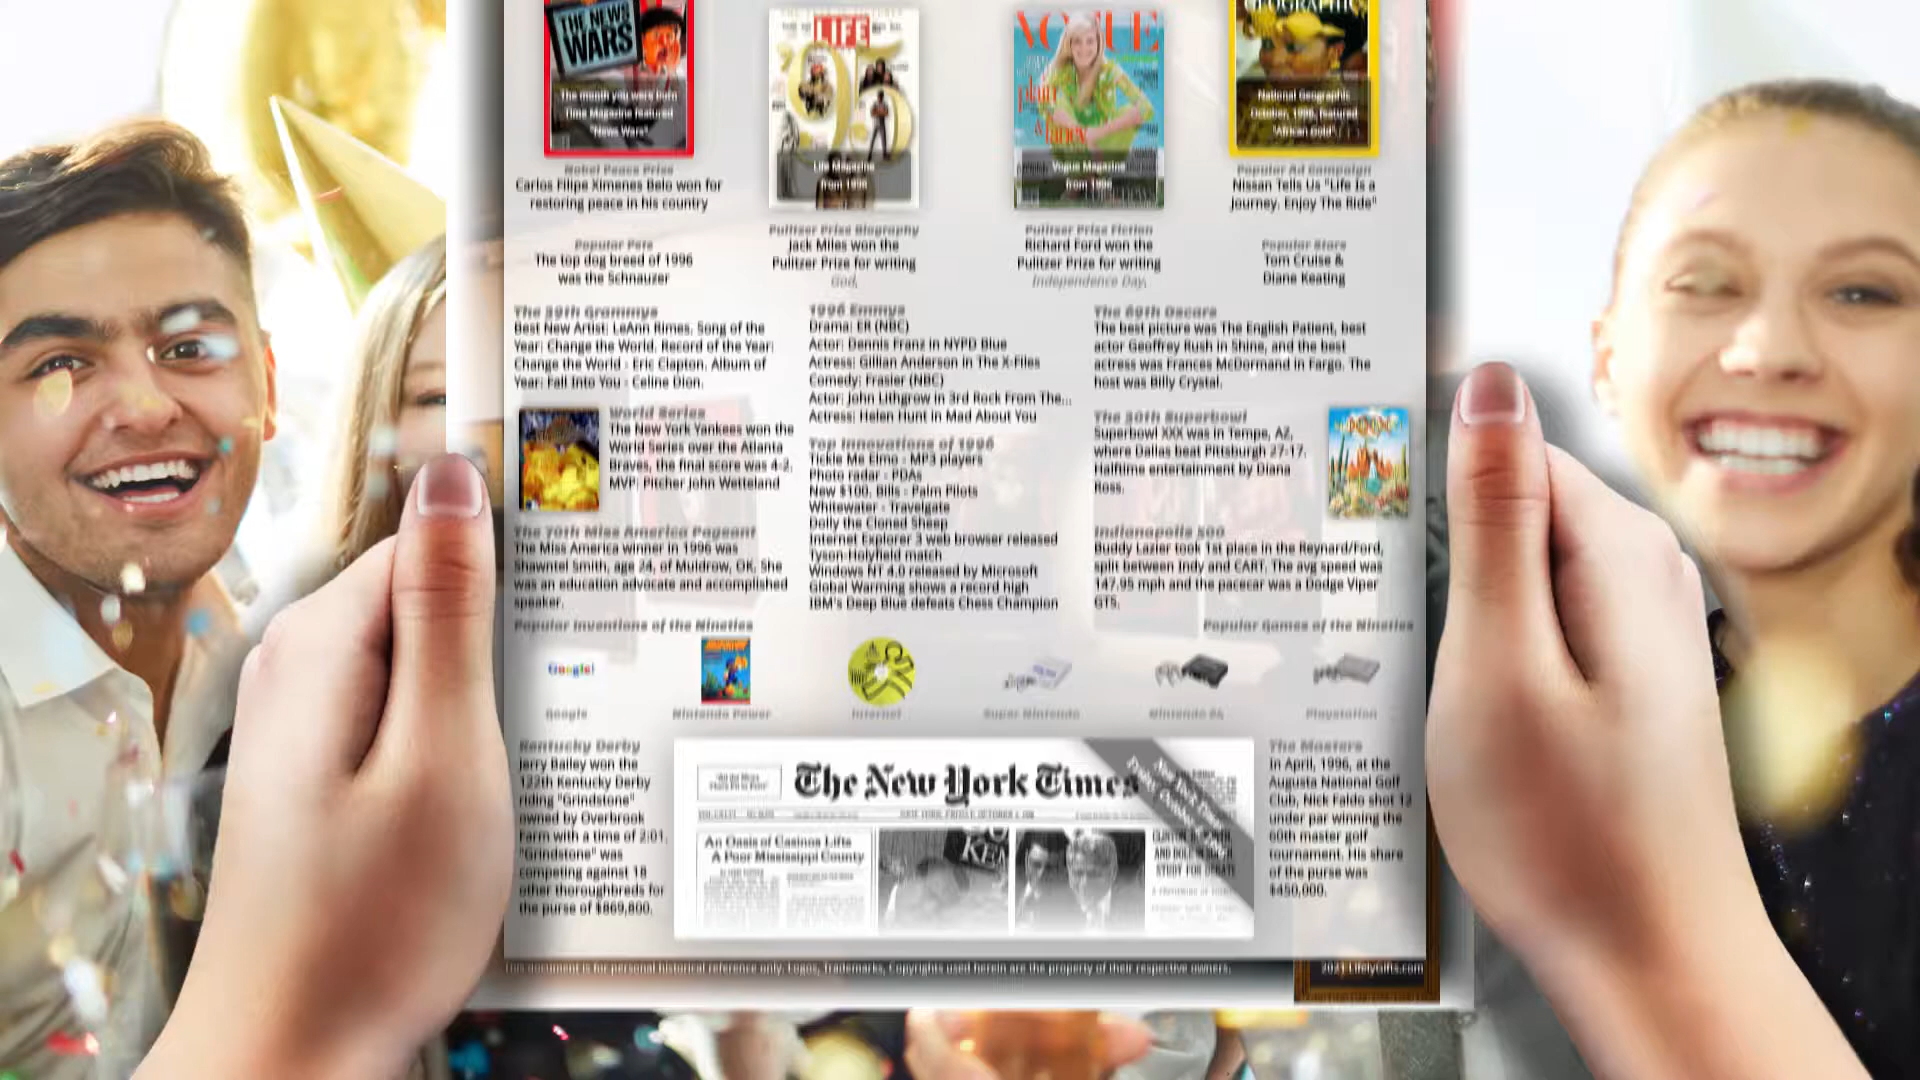 THE NEWS
WARS
The month you were born
Time Magazine featured
"News Wars"
LIFE
'95
Life Magazine
from 1996
VOGUE
plain
& fancy
Vogue Magazine
from 1996
GEOGRAPHIC
National Geographic
October, 1996, featured
"African Gold"
Nobel Peace Prize
Carlos Filipe Ximenes Belo won for
restoring peace in his country
Popular Pets
The top dog breed of 1996
was the Schnauzer
Pulitzer Prize Biography
Jack Miles won the
Pulitzer Prize for writing
God,
Pulitzer Prize Fiction
Richard Ford won the
Pulitzer Prize for writing
Independence Day,
Popular Ad Campaign
Nissan Tells Us "Life Is a
Journey. Enjoy The Ride"
Popular Stars
Tom Cruise &
Diane Keating
The 39th Grammys
Best New Artist: LeAnn Rimes. Song of the
Year: Change the World. Record of the Year:
Change the World - Eric Clapton. Album of
Year: Fall Into You - Celine Dion.
World Series
The New York Yankees won the
World Series over the Atlanta
Braves, the final score was 4-2.
MVP: Pitcher John Wetteland
The 70th Miss America Pageant
The Miss America winner in 1996 was
Shawntel Smith, age 24, of Muldrow, OK. She
was an education advocate and accomplished
speaker.
1996 Emmys
Drama: ER (NBC)
Actor: Dennis Franz in NYPD Blue
Actress: Gillian Anderson in The X-Files
Comedy: Frasier (NBC)
Actor: John Lithgrow in 3rd Rock From The...
Actress: Helen Hunt in Mad About You
Top Innovations of 1996
Tickle Me Elmo - MP3 players
Photo radar - PDAs
New $100. Bills - Palm Pilots
Whitewater - Travelgate
Dolly the Cloned Sheep
Internet Explorer 3 web browser released
Tyson-Holyfield match
Windows NT 4.0 released by Microsoft
Global Warming shows a record high
IBM's Deep Blue defeats Chess Champion
The 69th Oscars
The best picture was The English Patient, best
actor Geoffrey Rush in Shine, and the best
actress was Frances McDormand in Fargo. The
host was Billy Crystal.
The 30th Superbowl
Superbowl XXX was in Tempe, AZ,
where Dallas beat Pittsburgh 27-17.
Halftime entertainment by Diana
Ross.
Indianapolis 500
Buddy Lazier took 1st place in the Reynard/Ford,
split between Indy and CART. The avg speed was
147.95 mph and the pacecar was a Dodge Viper
GTS.
Popular Inventions of the Nineties
Popular Games of the Nineties
Google!
Google
Nintendo Power
Internet
Super Nintendo
Nintendo 64
Playstation
Kentucky Derby
Jerry Bailey won the
122th Kentucky Derby
riding "Grindstone"
owned by Overbrook
Farm with a time of 2:01.
"Grindstone" was
competing against 18
other thoroughbreds for
the purse of $869,800.
The New York Times
An Oasis of Casinos Lifts
A Poor Mississippi County
The Masters
In April, 1996, at the
Augusta National Golf
Club, Nick Faldo shot 12
under par winning the
60th master golf
tournament. His share
of the purse was
$450,000.
This document is for personal historical reference only. Logos, Trademarks, Copyrights used herein are the property of their respective owners.
2021 LifelyGifts.com